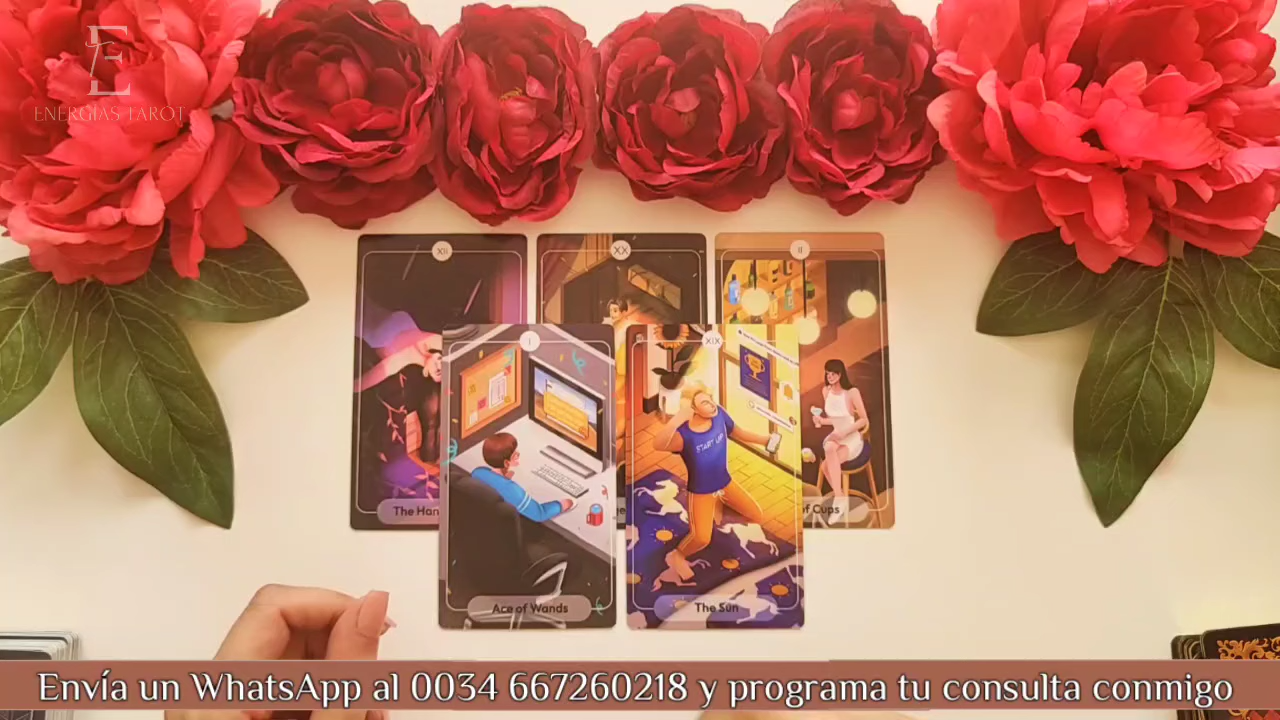 E
ENERGÍAS TAROT
XII
XX
II
I
XIX
START UP
The Han
of Cups
Ace of Wands
The Sun
Envía un WhatsApp al 0034 667260218 y programa tu consulta conmigo